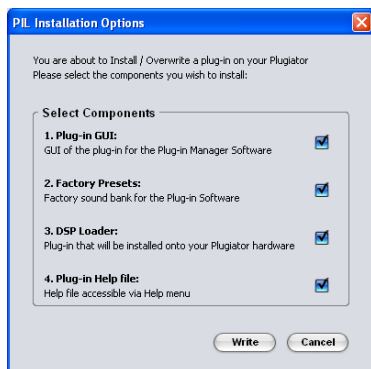 PIL Installation Options
You are about to Install / Overwrite a plug-in on your Plugiator
Please select the components you wish to install:
Select Components
1. Plug-in GUI:
GUI of the plug-in for the Plug-in Manager Software
2. Factory Presets:
Factory sound bank for the Plug-in Software
3. DSP Loader:
Plug-in that will be installed onto your Plugiator hardware
4. Plug-in Help file:
Help file accessible via Help menu
Write Cancel